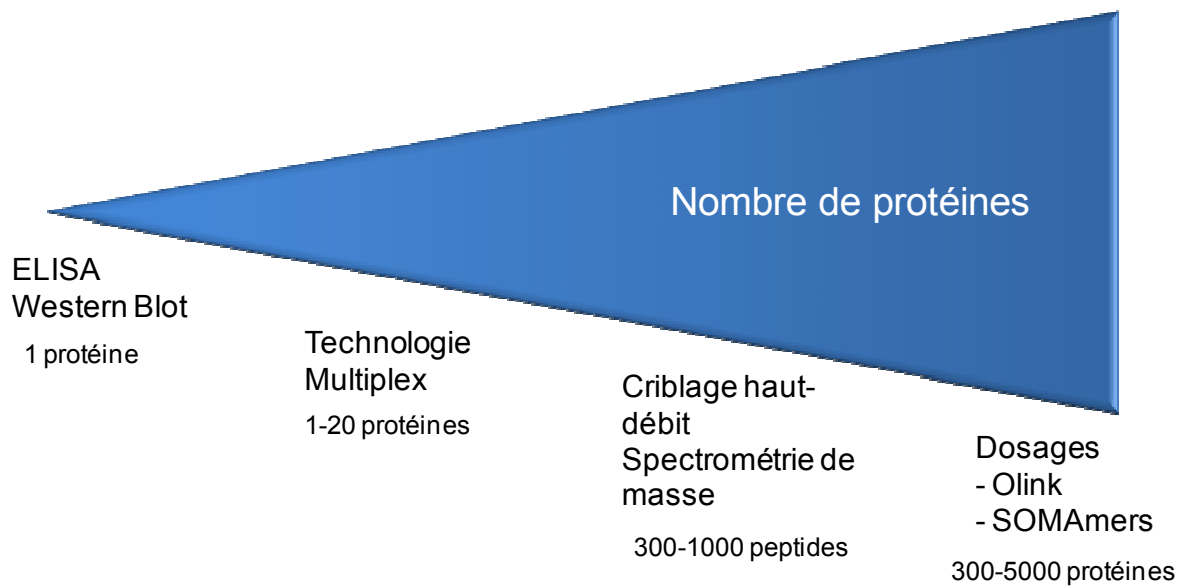 Nombre de protéines
ELISA
Western Blot
1 protéine
Technologie
Multiplex
1-20 protéines
Criblage haut-
débit
Spectrométrie de
masse
300-1000 peptides
Dosages
- Olink
- SOMAmers
300-5000 protéines